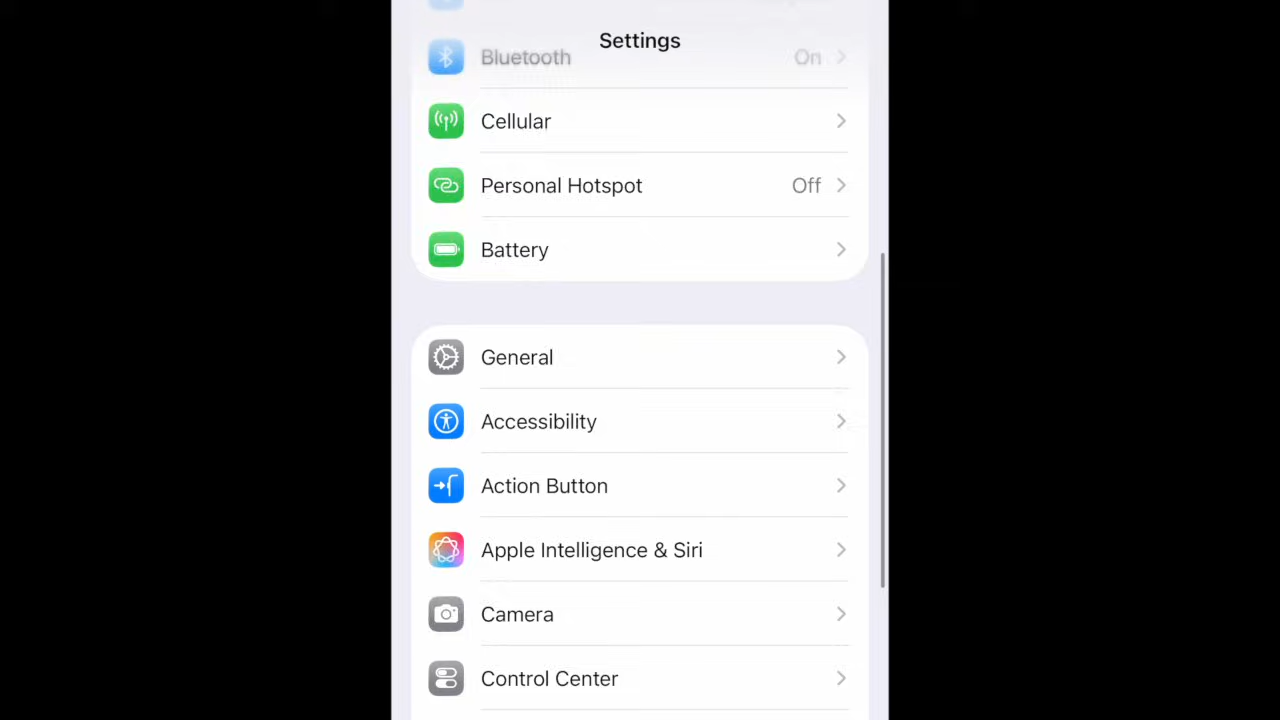 Settings
Bluetooth On
Cellular
Personal Hotspot Off
Battery
General
Accessibility
Action Button
Apple Intelligence & Siri
Camera
Control Center